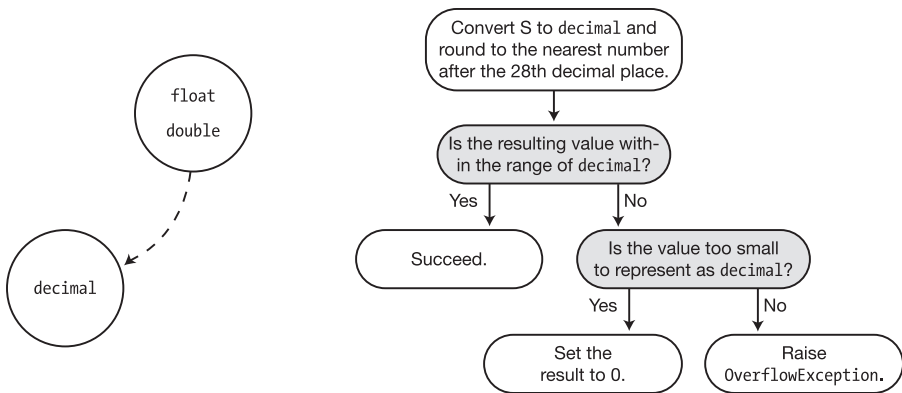 float
double
decimal
Convert S to decimal and
round to the nearest number
after the 28th decimal place.
Is the resulting value with-
in the range of decimal?
Yes
No
Succeed.
Is the value too small
to represent as decimal?
Yes
No
Set the
result to 0.
Raise
OverflowException.